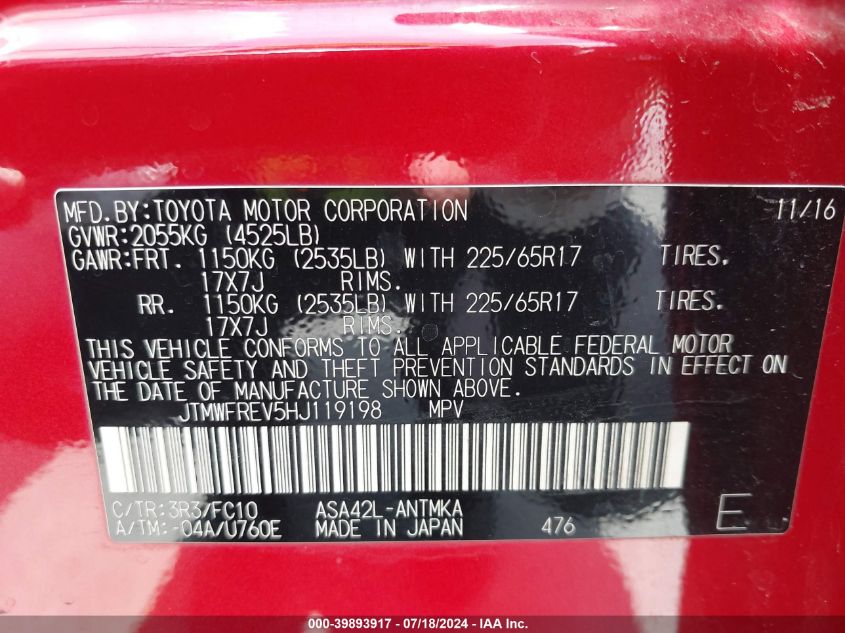 MFD.BY:TOYOTA MOTOR CORPORATION 11/16
GVWR:2055KG (4525LB)
GAWR:FRT. 1150KG (2535LB) WITH 225/65R17 TIRES.
17X7J RIMS.
RR. 1150KG (2535LB) WITH 225/65R17 TIRES.
17X7J RIMS.
THIS VEHICLE CONFORMS TO ALL APPLICABLE FEDERAL MOTOR
VEHICLE SAFETY AND THEFT PREVENTION STANDARDS IN EFFECT ON
THE DATE OF MANUFACTURE SHOWN ABOVE.
JTMWFREV5HJ119198 MPV
C/TR:3R3/FC10 ASA42L-ANTMKA
A/TM:-04A/U760E MADE IN JAPAN 476 E
000-39893917 - 07/18/2024 - IAA Inc.